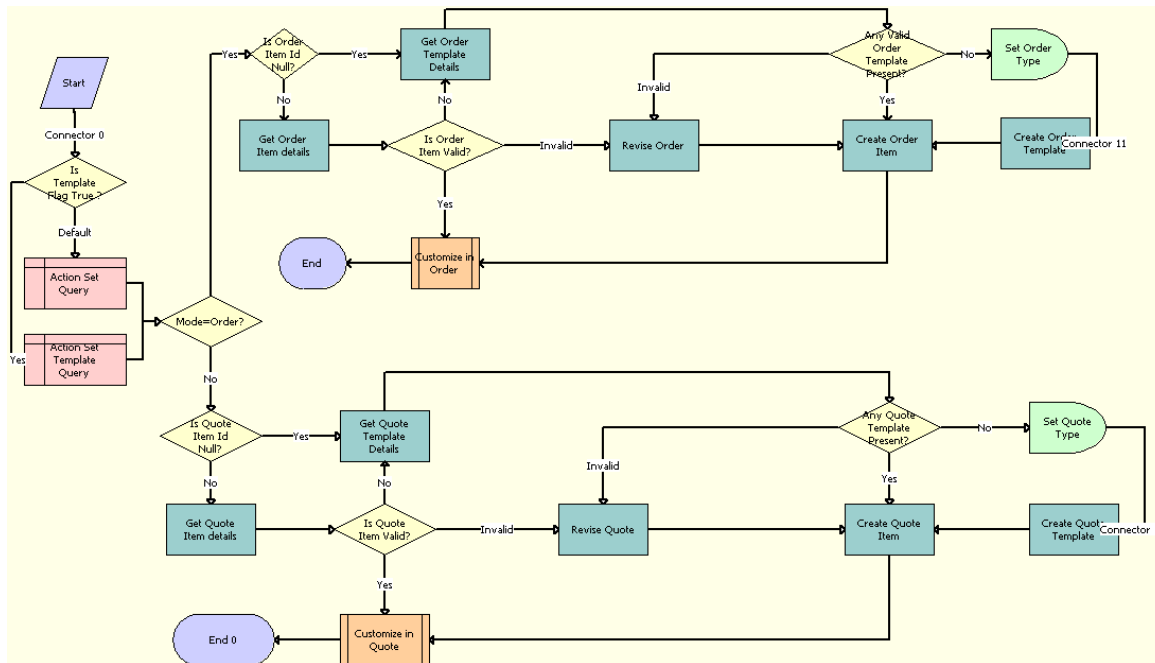 Start
Connector 0
Is
Template
Flag True ?
Default
Yes
Action Set
Query
Action Set
Template
Query
Mode=Order?
Yes
Is Order
Item Id
Null?
Yes
No
Get Order
Template
Details
Get Order
Item details
No
Is Order
Item Valid?
Invalid
Yes
Revise Order
Invalid
Any Valid
Order
Template
Present?
No
Yes
Set Order
Type
Connector 11
Create Order
Item
Create Order
Template
Customize in
Order
End
No
Is Quote
Item Id
Null?
Yes
No
Get Quote
Template
Details
Get Quote
Item details
No
Is Quote
Item Valid?
Invalid
Yes
Revise Quote
Invalid
Any Quote
Template
Present?
No
Yes
Set Quote
Type
Connector
Create Quote
Item
Create Quote
Template
Customize in
Quote
End 0